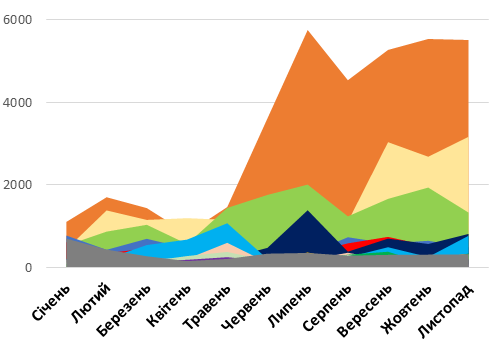 6000
4000
2000
0
Січень
Лютий
Березень
Квітень
Травень
Червень
Липень
Серпень
Вересень
Жовтень
Листопад